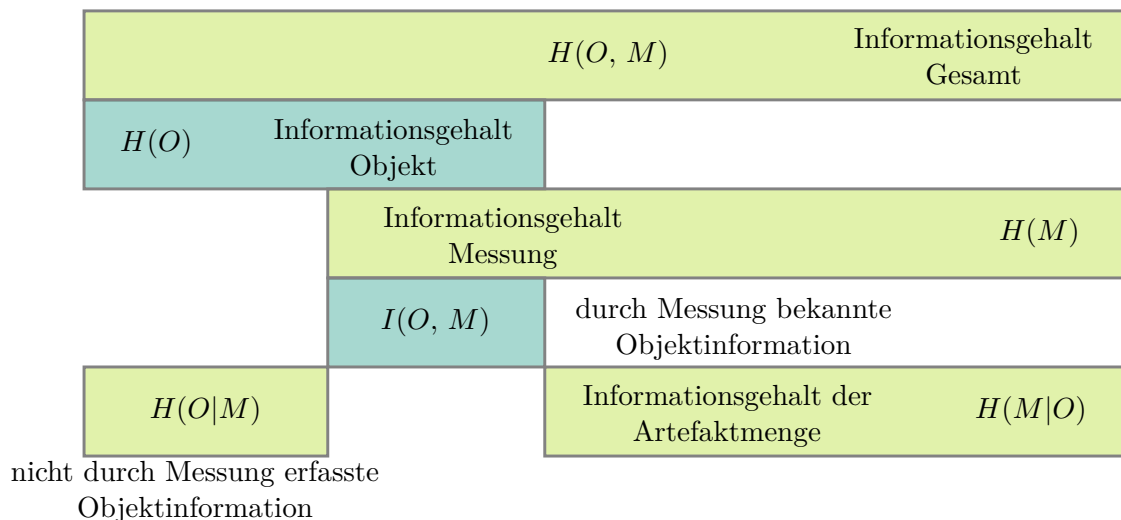 H(O, M) Informationsgehalt
Gesamt
H(O) Informationsgehalt
Objekt
Informationsgehalt
Messung H(M)
I(O, M) durch Messung bekannte
Objektinformation
H(O|M) Informationsgehalt der
Artefaktmenge H(M|O)
nicht durch Messung erfasste
Objektinformation